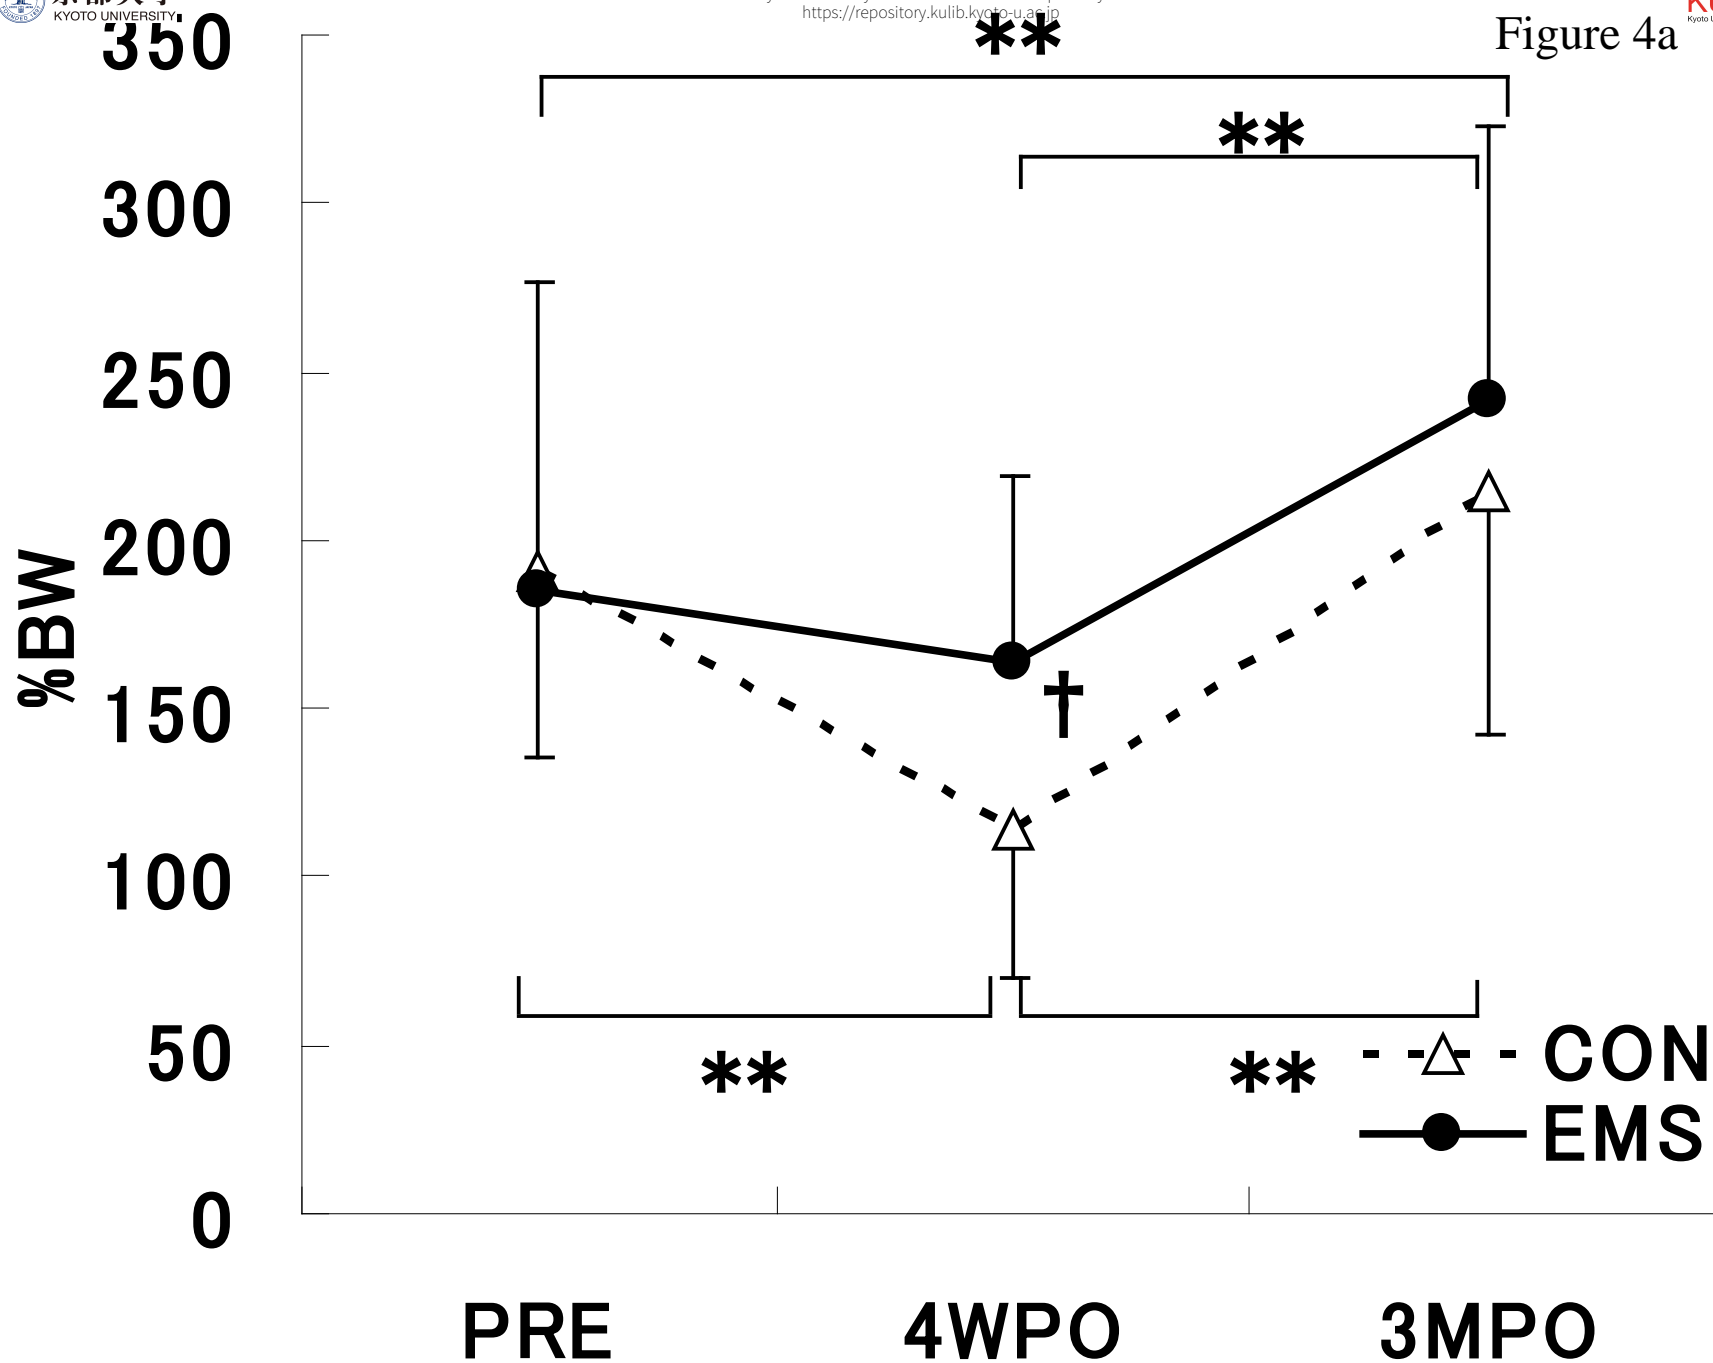 KYOTO UNIVERSITY
https://repository.kulib.kyoto-u.ac.jp
Figure 4a
350
**
**
300
250
200
%BW
150
†
100
50
**
**
CON
EMS
0
PRE 4WPO 3MPO